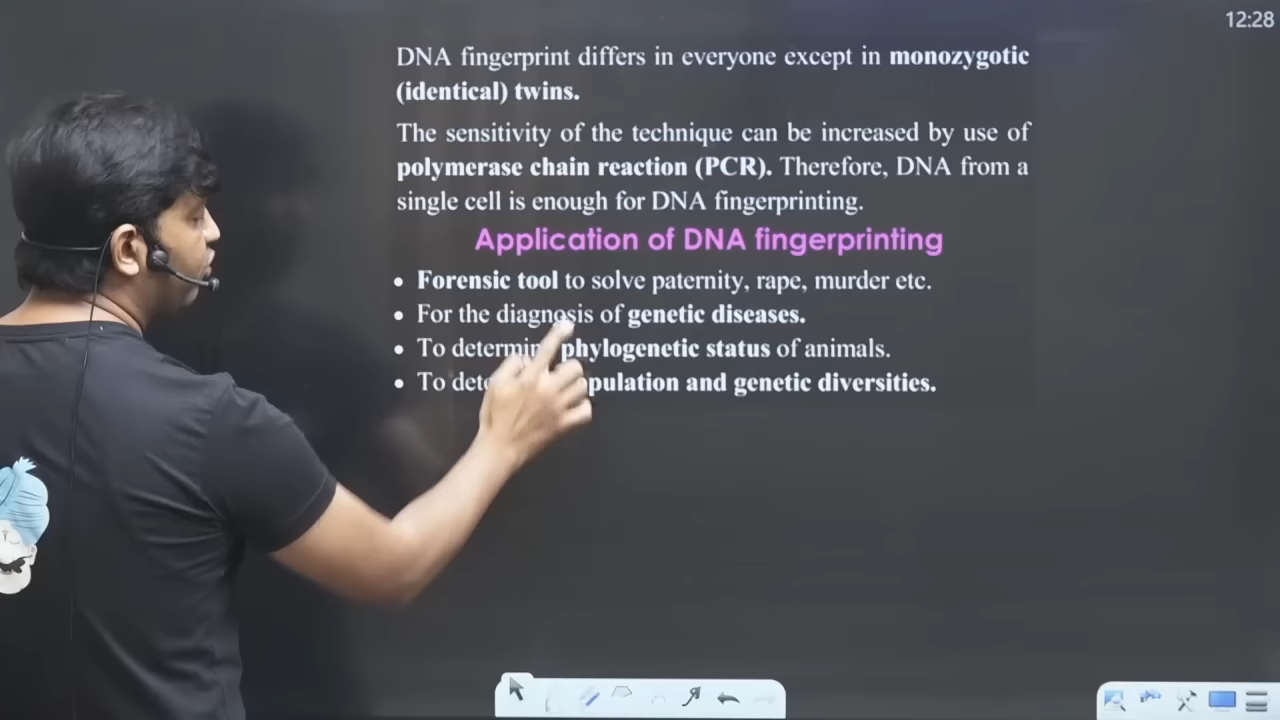 12:28
DNA fingerprint differs in everyone except in monozygotic
(identical) twins.
The sensitivity of the technique can be increased by use of
polymerase chain reaction (PCR). Therefore, DNA from a
single cell is enough for DNA fingerprinting.
Application of DNA fingerprinting
• Forensic tool to solve paternity, rape, murder etc.
• For the diagnosis of genetic diseases.
• To phylogenetic status of animals.
• To and genetic diversities.